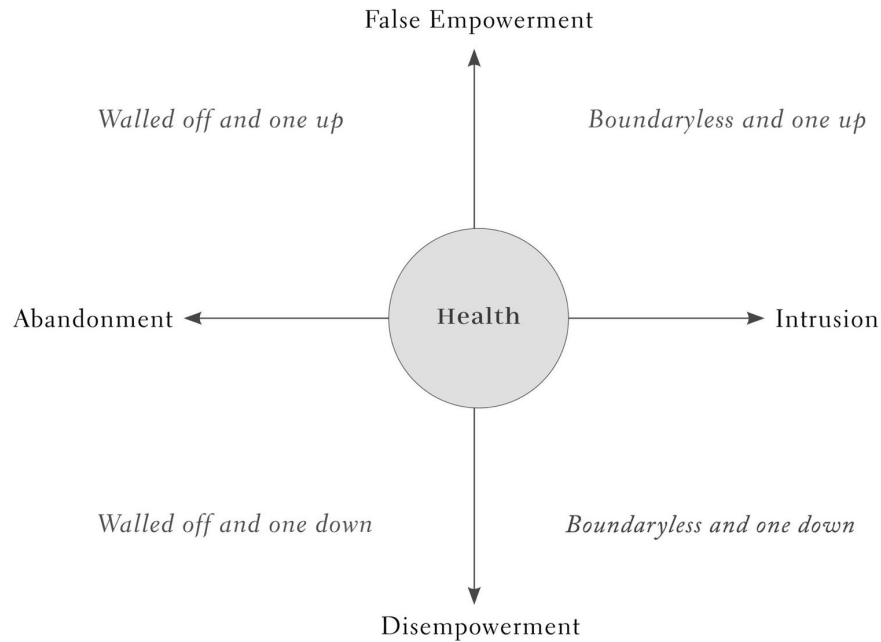 False Empowerment
Walled off and one up
Boundaryless and one up
Abandonment
Health
Intrusion
Walled off and one down
Boundaryless and one down
Disempowerment